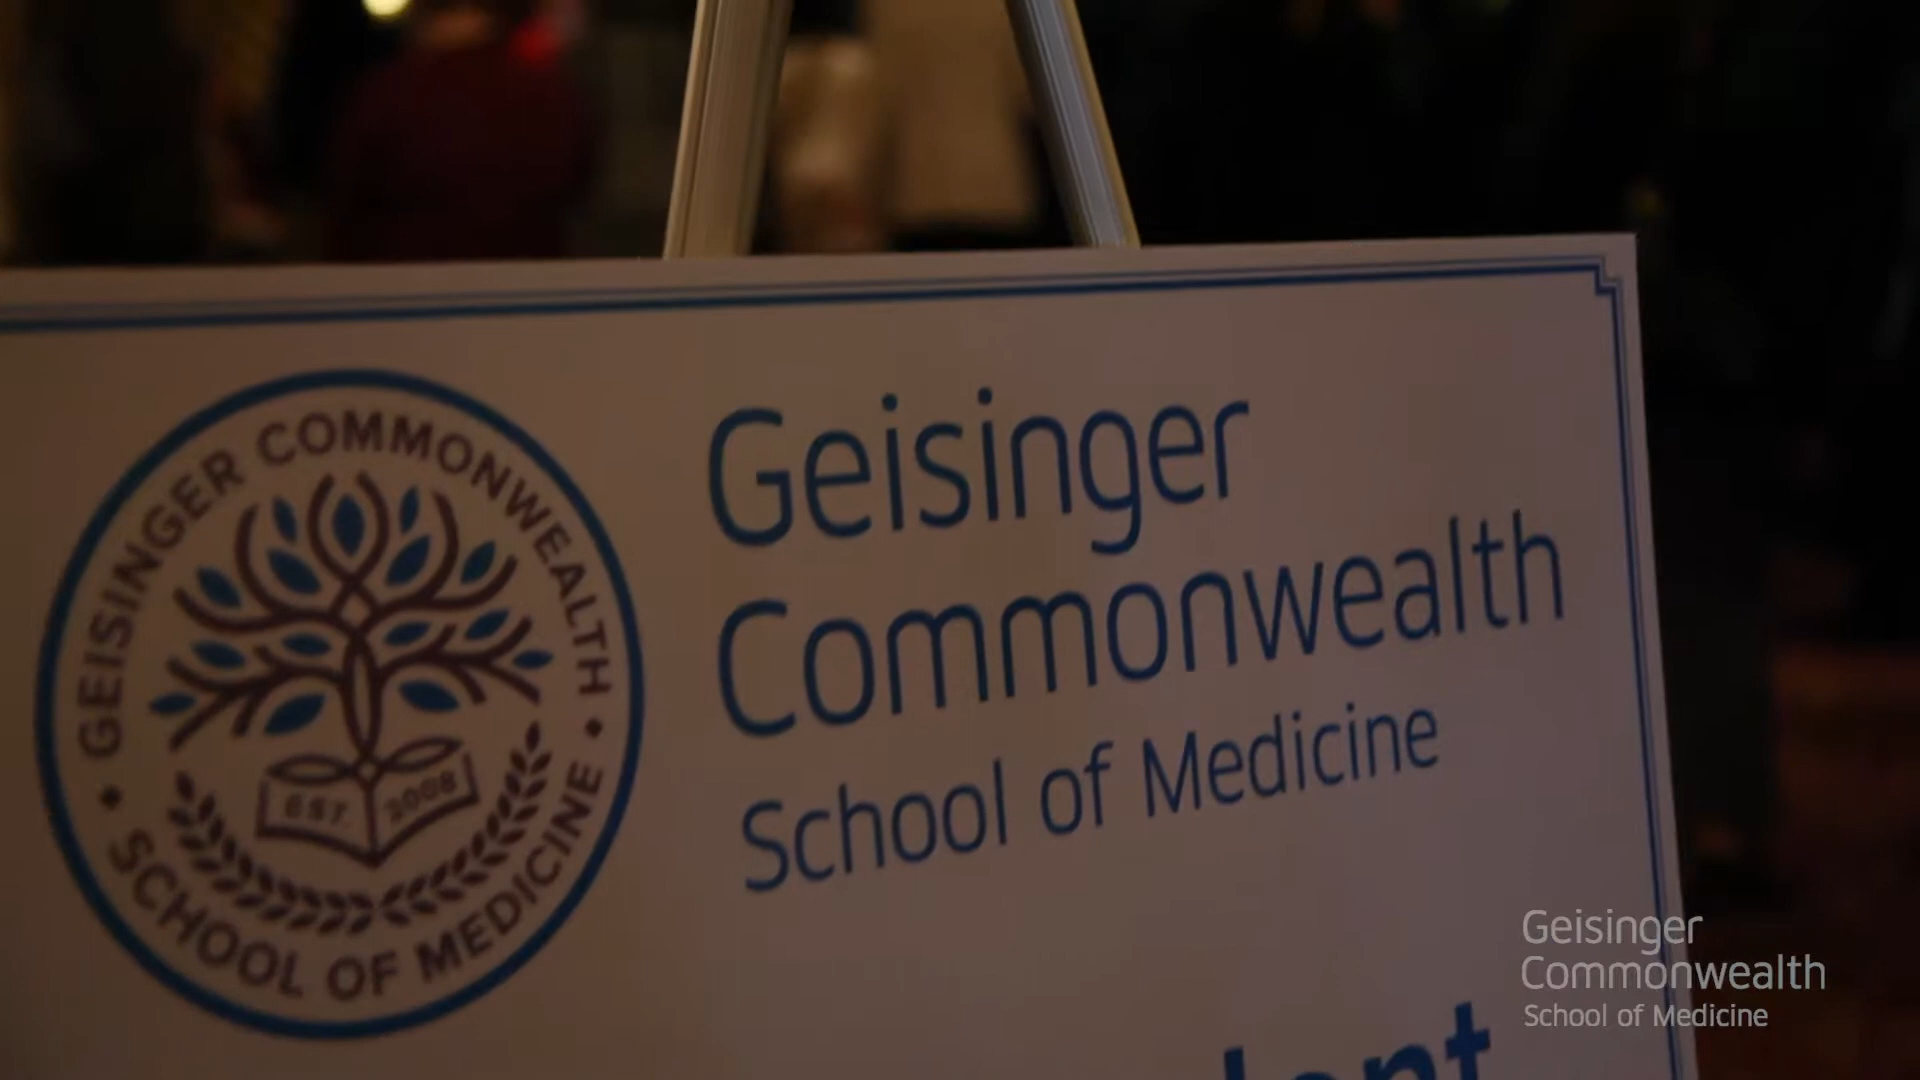 GEISINGER COMMONWEALTH
SCHOOL OF MEDICINE
EST. 2008
Geisinger
Commonwealth
School of Medicine
Geisinger
Commonwealth
School of Medicine